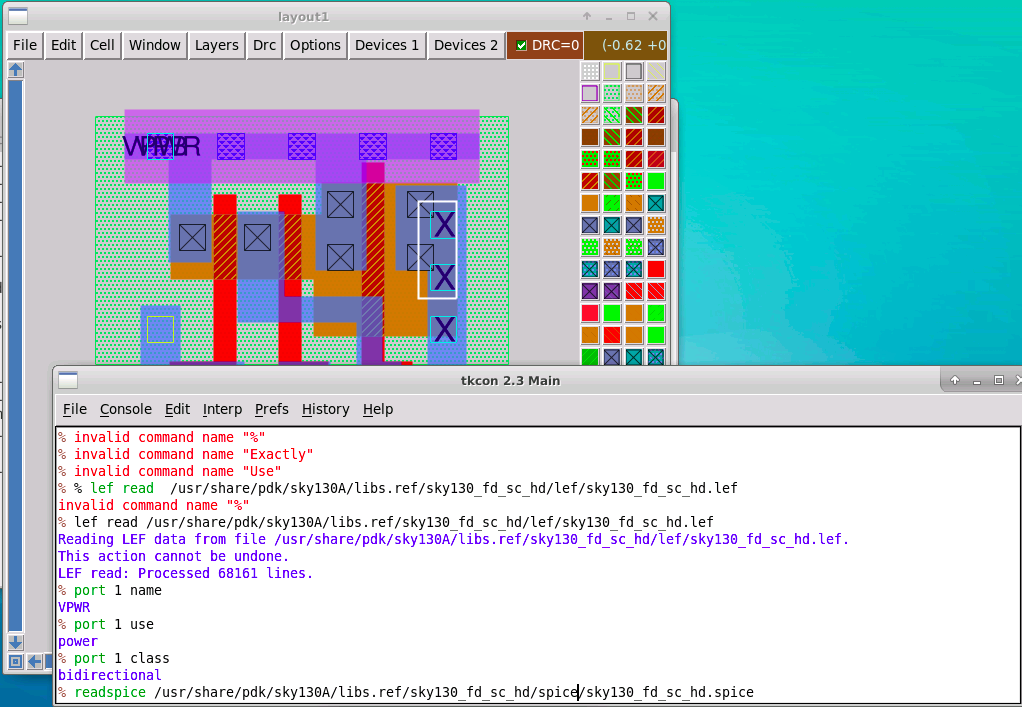 layout1
File Edit Cell Window Layers Drc Options Devices 1 Devices 2 DRC=0 (-0.62 +0
X
X
X
tkcon 2.3 Main
File Console Edit Interp Prefs History Help
% invalid command name "%"
% invalid command name "Exactly"
% invalid command name "Use"
% % lef read  /usr/share/pdk/sky130A/libs.ref/sky130_fd_sc_hd/lef/sky130_fd_sc_hd.lef
invalid command name "%"
% lef read /usr/share/pdk/sky130A/libs.ref/sky130_fd_sc_hd/lef/sky130_fd_sc_hd.lef
Reading LEF data from file /usr/share/pdk/sky130A/libs.ref/sky130_fd_sc_hd/lef/sky130_fd_sc_hd.lef.
This action cannot be undone.
LEF read: Processed 68161 lines.
% port 1 name
VPWR
% port 1 use
power
% port 1 class
bidirectional
% readspice /usr/share/pdk/sky130A/libs.ref/sky130_fd_sc_hd/spice/sky130_fd_sc_hd.spice